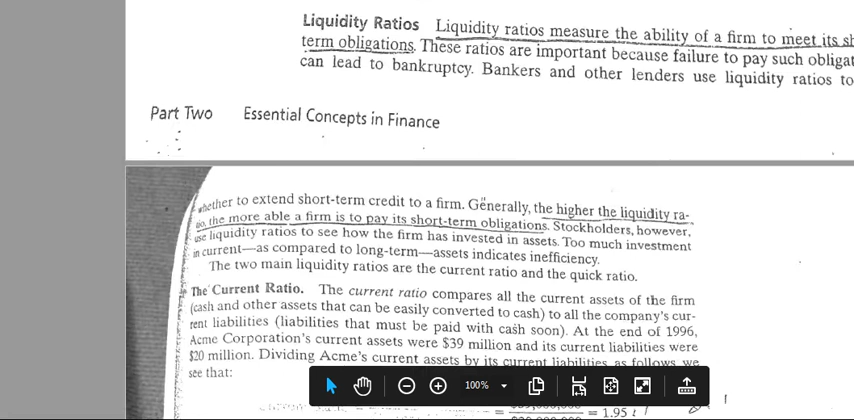 Liquidity Ratios Liquidity ratios measure the ability of a firm to meet its
term obligations. These ratios are important because failure to pay such
can lead to bankruptcy. Bankers and other lenders use liquidity ratios to
Part Two Essential Concepts in Finance
whether to extend short-term credit to a firm. Generally, the higher the liquidity ra-
tio, the more able a firm is to pay its short-term obligations. Stockholders, however,
use liquidity ratios to see how the firm has invested in assets. Too much investment
in current—as compared to long-term—assets indicates inefficiency.
The two main liquidity ratios are the current ratio and the quick ratio.
The Current Ratio. The current ratio compares all the current assets of the firm
(cash and other assets that can be easily converted to cash) to all the company's cur-
rent liabilities (liabilities that must be paid with cash soon). At the end of 1996,
Acme Corporation's current assets were $39 million and its current liabilities were
$20 million. Dividing Acme's current assets by its current liabilities, as follows, we
see that:
100%
= 1.95